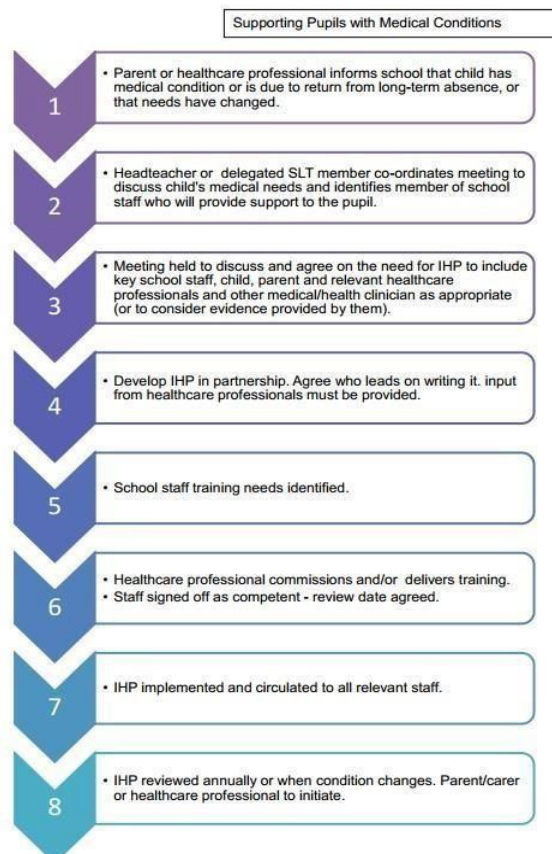 Supporting Pupils with Medical Conditions
1
• Parent or healthcare professional informs school that child has
medical condition or is due to return from long-term absence, or
that needs have changed.
2
• Headteacher or delegated SLT member co-ordinates meeting to
discuss child's medical needs and identifies member of school
staff who will provide support to the pupil.
3
• Meeting held to discuss and agree on the need for IHP to include
key school staff, child, parent and relevant healthcare
professionals and other medical/health clinician as appropriate
(or to consider evidence provided by them).
4
• Develop IHP in partnership. Agree who leads on writing it. input
from healthcare professionals must be provided.
5
• School staff training needs identified.
6
• Healthcare professional commissions and/or delivers training.
• Staff signed off as competent - review date agreed.
7
• IHP implemented and circulated to all relevant staff.
8
• IHP reviewed annually or when condition changes. Parent/carer
or healthcare professional to initiate.